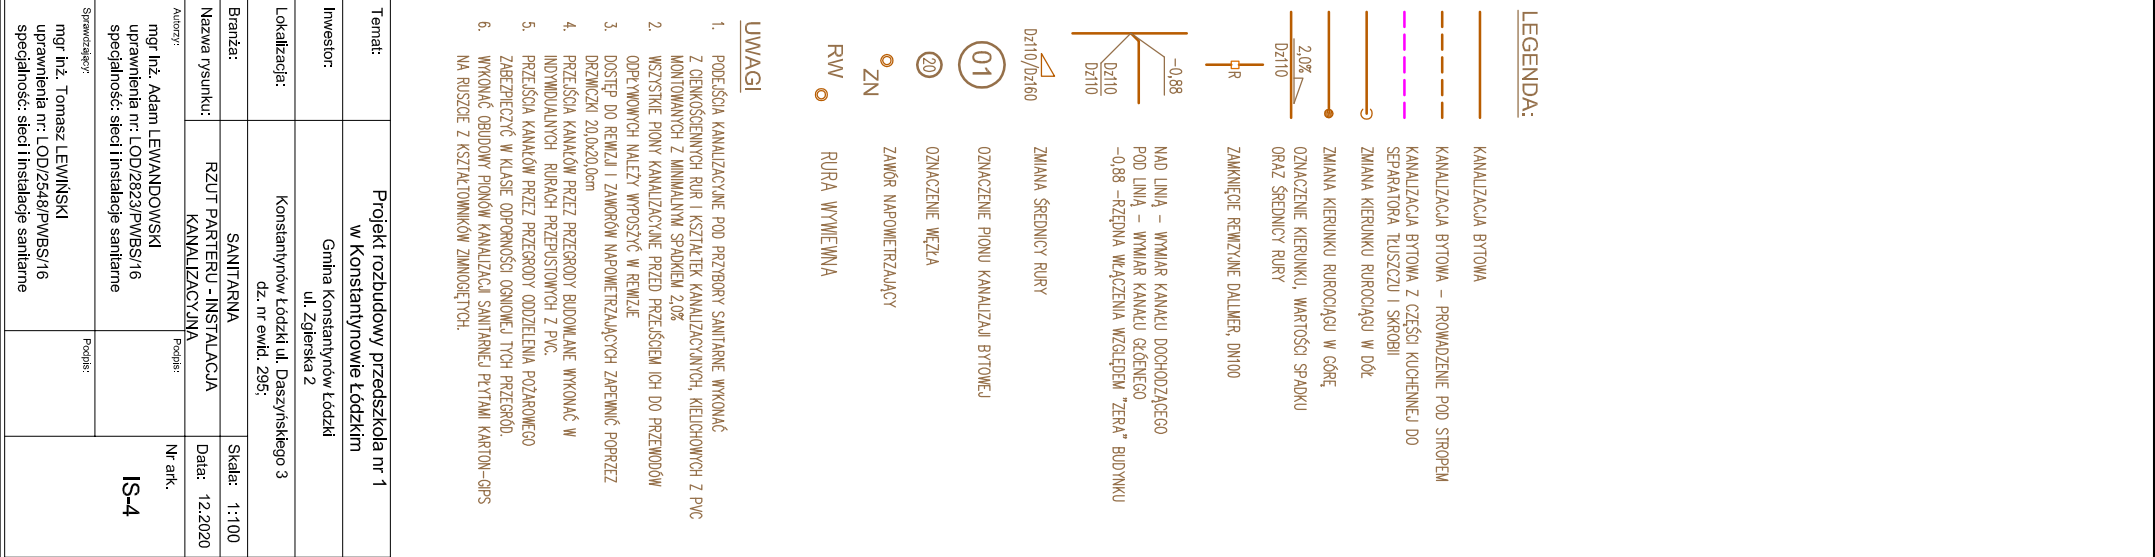 LEGENDA:
KANALIZACJA BYTOWA
KANALIZACJA BYTOWA – PROWADZENIE POD STROPEM
KANALIZACJA BYTOWA Z CZĘŚCI KUCHENNEJ DO
SEPARATORA TŁUSZCZU I SKROBII
ZMIANA KIERUNKU RUROCIĄGU W DÓŁ
ZMIANA KIERUNKU RUROCIĄGU W GÓRĘ
2,0%
Dz110
OZNACZENIE KIERUNKU, WARTOŚCI SPADKU
ORAZ ŚREDNICY RURY
R
ZAMKNIĘCIE REWIZYJNE DALLMER, DN100
-0,88
Dz110
Dz110
NAD LINIĄ – WYMIAR KANAŁU DOCHODZĄCEGO
POD LINIĄ – WYMIAR KANAŁU GŁÓENEGO
-0,88 –RZĘDNA WŁĄCZENIA WZGLĘDEM "ZERA" BUDYNKU
Dz110/Dz160
ZMIANA ŚREDNICY RURY
01
OZNACZENIE PIONU KANALIZAJI BYTOWEJ
20
OZNACZENIE WĘZŁA
ZN
ZAWÓR NAPOWIETRZAJĄCY
RW
RURA WYWIEWNA
UWAGI
1. PODEJŚCIA KANALIZACYJNE POD PRZYBORY SANITARNE WYKONAĆ
Z CIENKOŚCIENNYCH RUR I KSZTAŁTEK KANALIZACYJNYCH, KIELICHOWYCH Z PVC
MONTOWANYCH Z MINIMALNYM SPADKIEM 2,0%
2. WSZYSTKIE PIONY KANALIZACYJNE PRZED PRZEJŚCIEM ICH DO PRZEWODÓW
ODPŁYWOWYCH NALEŻY WYPOSZYĆ W REWIZJE
3. DOSTĘP DO REWIZJI I ZAWORÓW NAPOWIETRZAJĄCYCH ZAPEWNIĆ POPRZEZ
DRZWICZKI 20,0x20,0cm
4. PRZEJŚCIA KANAŁÓW PRZEZ PRZEGRODY BUDOWLANE WYKONAĆ W
INDYWIDUALNYCH RURACH PRZEPUSTOWYCH Z PVC.
5. PRZEJŚCIA KANAŁÓW PRZEZ PRZEGRODY ODDZIELENIA POŻAROWEGO
ZABEZPIECZYĆ W KLASIE ODPORNOŚCI OGNIOWEJ TYCH PRZEGRÓD.
6. WYKONAĆ OBUDOWY PIONÓW KANALIZACJI SANITARNEJ PŁYTAMI KARTON-GIPS
NA RUSZCIE Z KSZTAŁTOWNIKÓW ZIMNOGIĘTYCH.
Temat: Projekt rozbudowy przedszkola nr 1
w Konstantynowie Łódzkim
Inwestor: Gmina Konstantynów Łódzki
ul. Zgierska 2
Lokalizacja: Konstantynów Łódzki ul. Daszyńskiego 3
dz. nr ewid. 295;
Branża: SANITARNA Skala: 1:100
Nazwa rysunku: RZUT PARTERU - INSTALACJA
KANALIZACYJNA
Data: 12.2020
Autorzy: Podpis: Nr ark.
mgr inż. Adam LEWANDOWSKI
uprawnienia nr: LOD/2823/PWBS/16
specjalność: sieci i instalacje sanitarne
IS-4
Sprawdzający: Podpis:
mgr inż. Tomasz LEWIŃSKI
uprawnienia nr: LOD/2548/PWBS/16
specjalność: sieci i instalacje sanitarne